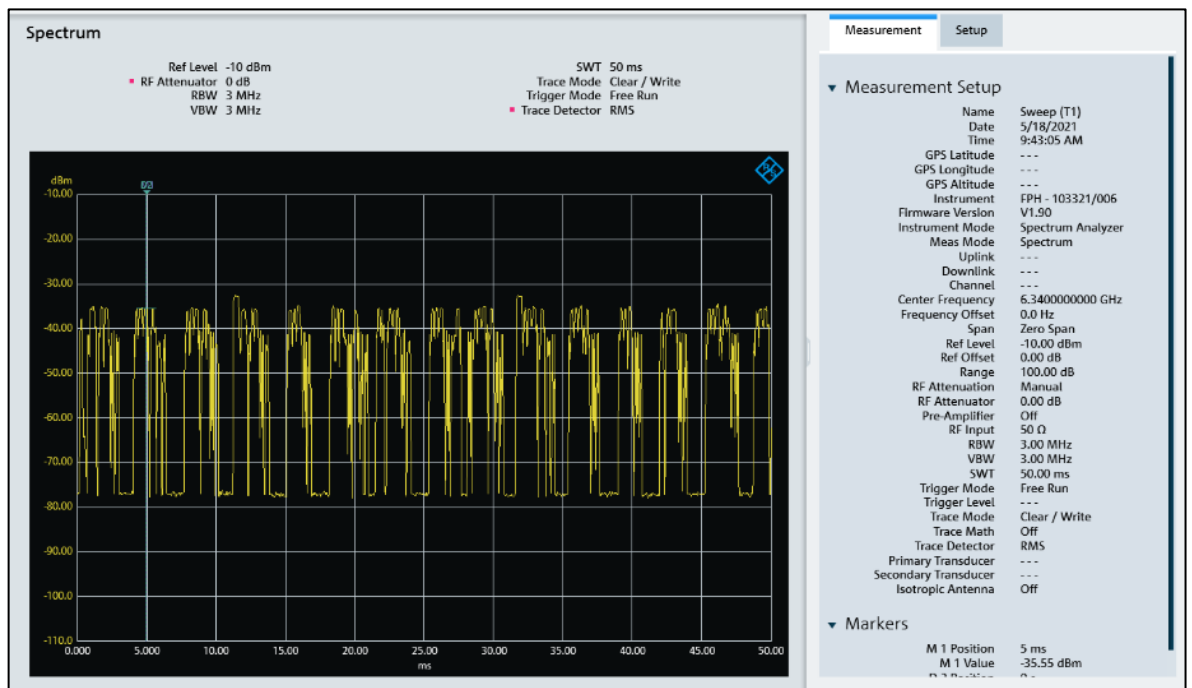 Spectrum
Ref Level -10 dBm
RF Attenuator 0 dB
RBW 3 MHz
VBW 3 MHz
SWT 50 ms
Trace Mode Clear / Write
Trigger Mode Free Run
Trace Detector RMS
dBm
-10.00
-20.00
-30.00
-40.00
-50.00
-60.00
-70.00
-80.00
-90.00
-100.0
-110.0
0.000 5.000 10.00 15.00 20.00 25.00 30.00 35.00 40.00 45.00 50.00
ms
Measurement Setup
Measurement Setup
Name Sweep (T1)
Date 5/18/2021
Time 9:43:05 AM
GPS Latitude - - -
GPS Longitude - - -
GPS Altitude - - -
Instrument FPH - 103321/006
Firmware Version V1.90
Instrument Mode Spectrum Analyzer
Meas Mode Spectrum
Uplink - - -
Downlink - - -
Channel - - -
Center Frequency 6.3400000000 GHz
Frequency Offset 0.0 Hz
Span Zero Span
Ref Level -10.00 dBm
Ref Offset 0.00 dB
Range 100.00 dB
RF Attenuation Manual
RF Attenuator 0.00 dB
Pre-Amplifier Off
RF Input 50 Ω
RBW 3.00 MHz
VBW 3.00 MHz
SWT 50.00 ms
Trigger Mode Free Run
Trigger Level - - -
Trace Mode Clear / Write
Trace Math Off
Trace Detector RMS
Primary Transducer - - -
Secondary Transducer - - -
Isotropic Antenna Off
Markers
M 1 Position 5 ms
M 1 Value -35.55 dBm